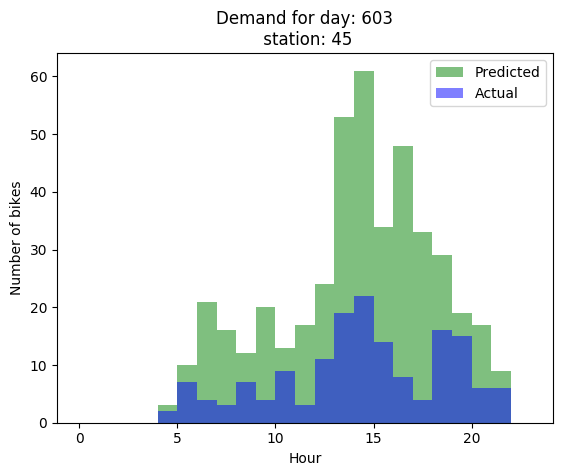 Demand for day: 603
station: 45
Predicted
Actual
Number of bikes
60
50
40
30
20
10
0
0 5 10 15 20
Hour